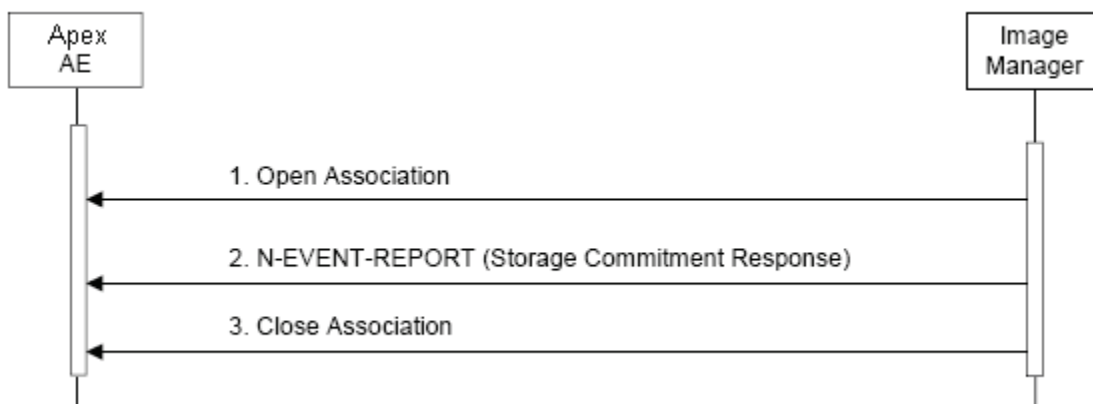 Apex
AE
Image
Manager
1. Open Association
2. N-EVENT-REPORT (Storage Commitment Response)
3. Close Association